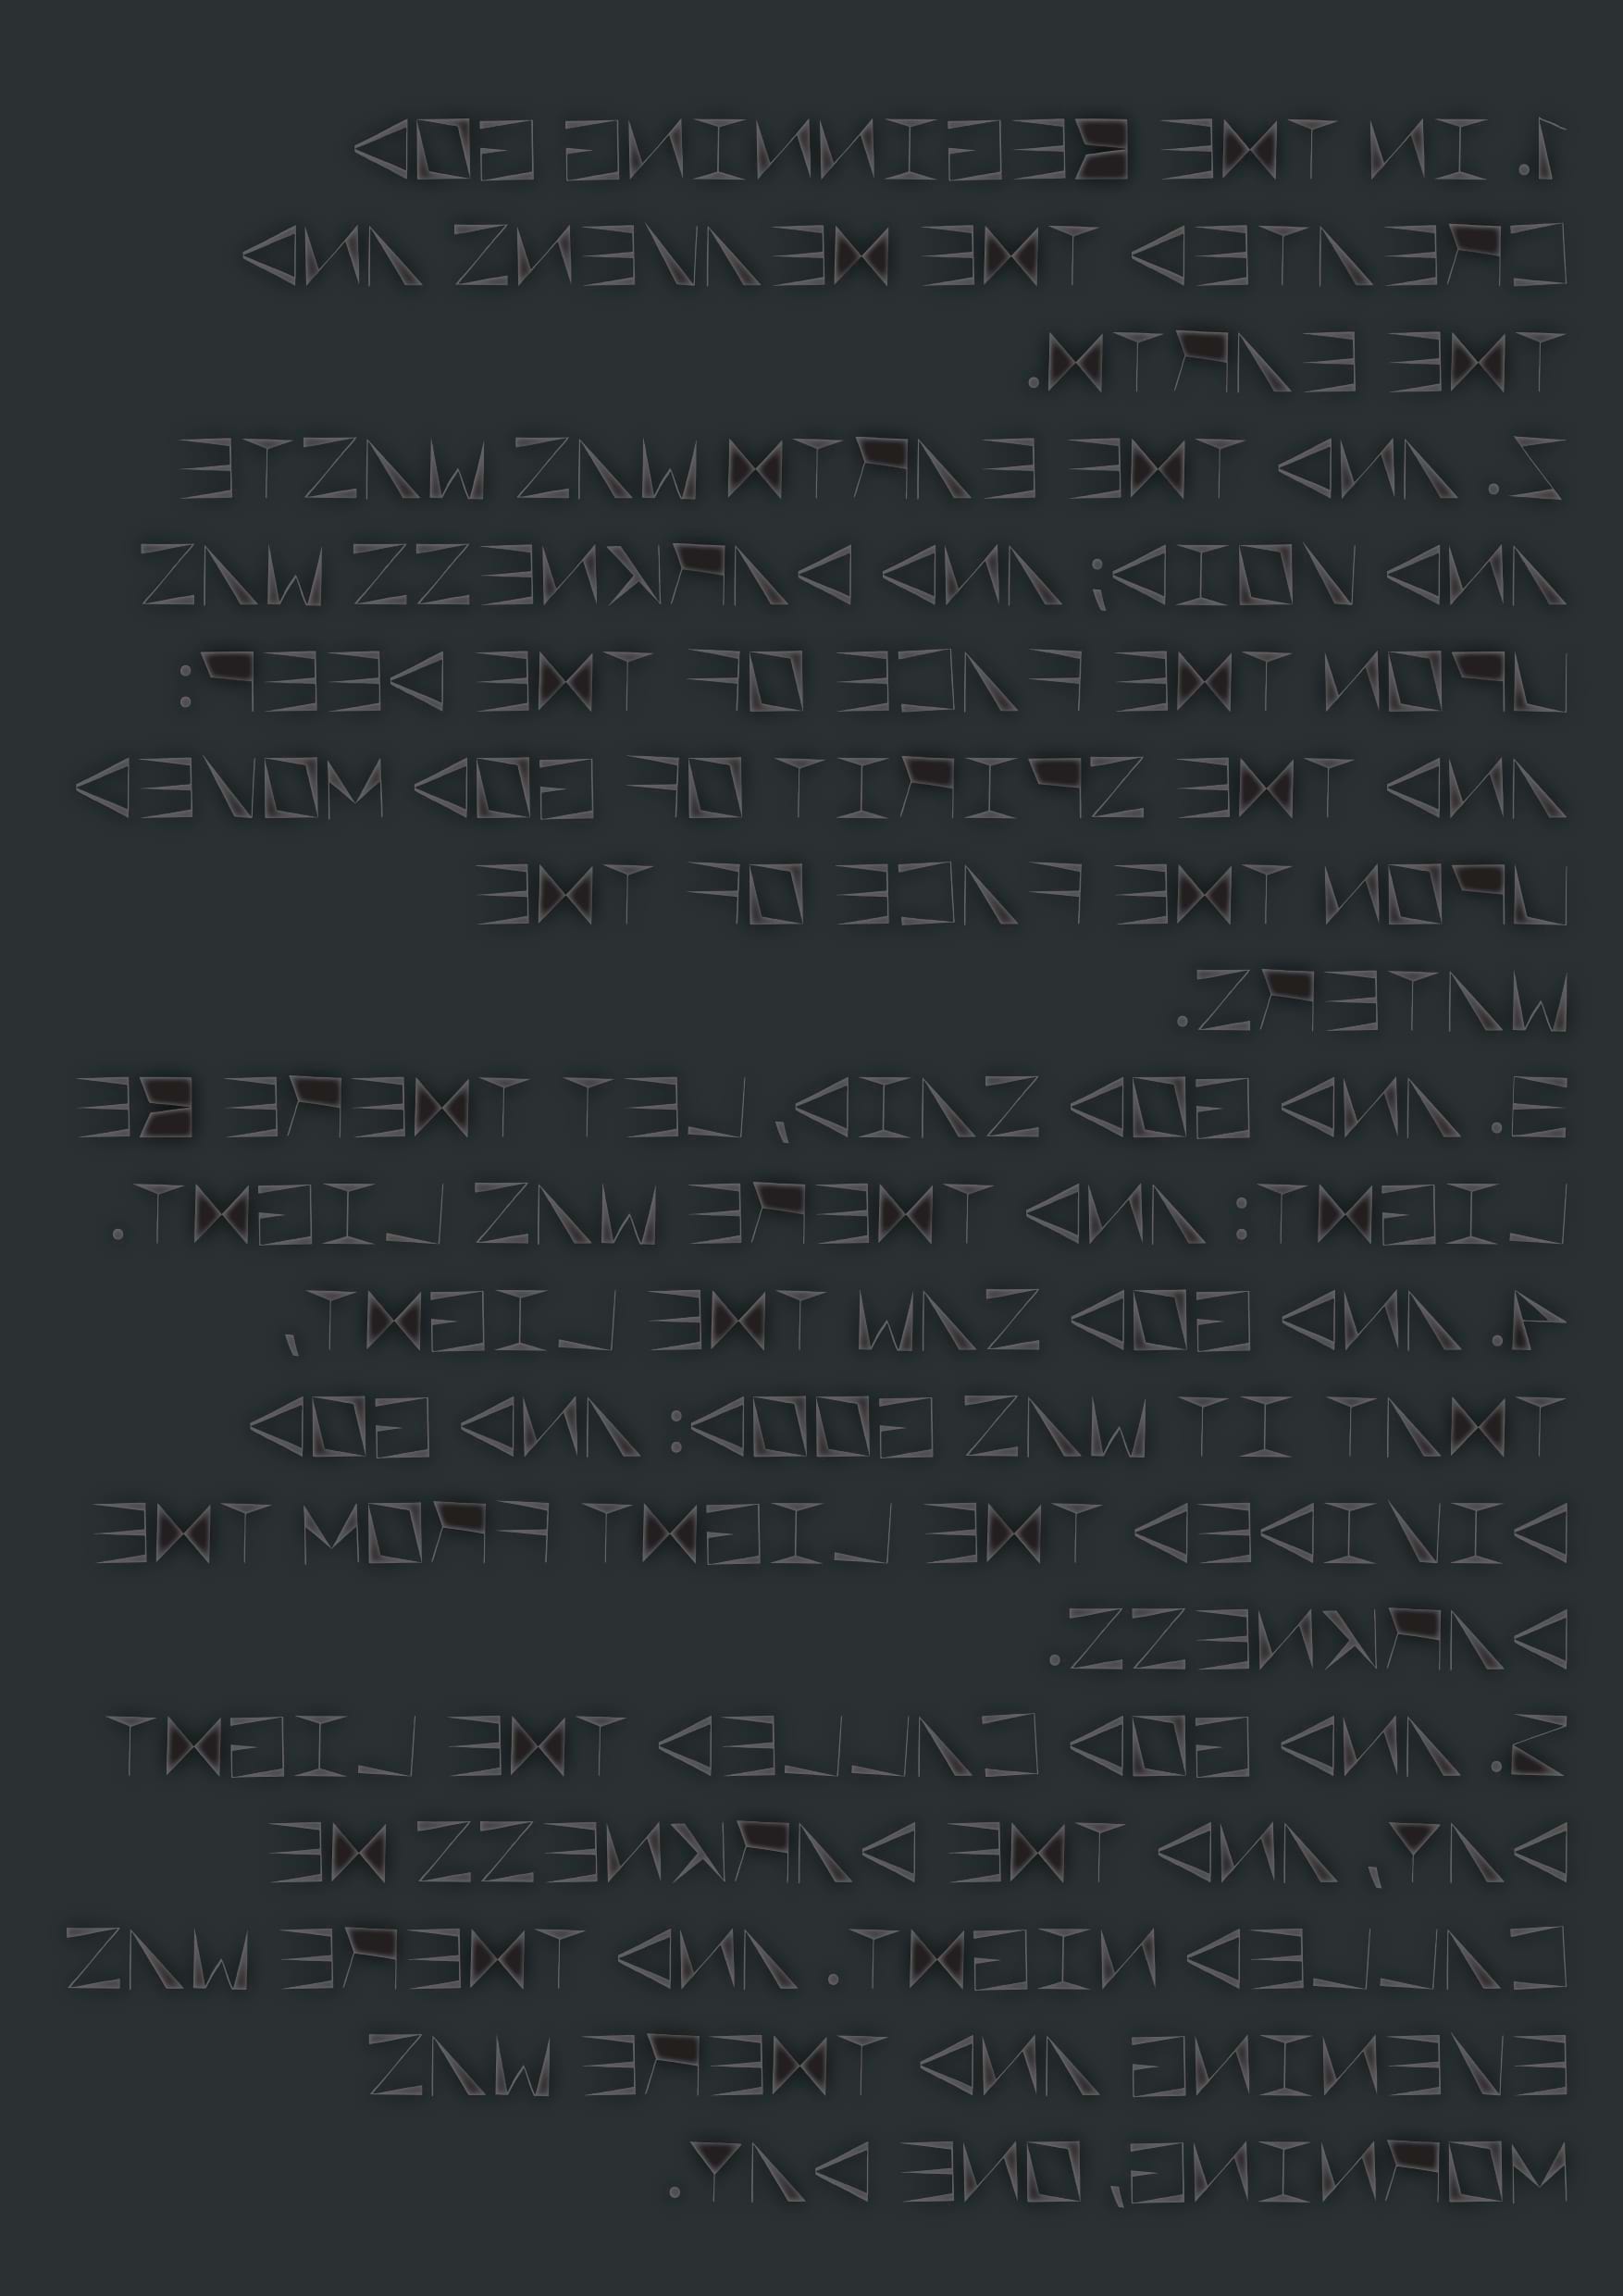 1. IN THE BEGINNING GOD
CREATED THE HEAVENS AND
THE EARTH.
2. AND THE EARTH WAS WASTE
AND VOID; AND DARKNESS WAS
UPON THE FACE OF THE DEEP:
AND THE SPIRIT OF GOD MOVED
UPON THE FACE OF THE
WATERS.
3. AND GOD SAID, LET THERE BE
LIGHT: AND THERE WAS LIGHT.
4. AND GOD SAW THE LIGHT,
THAT IT WAS GOOD: AND GOD
DIVIDED THE LIGHT FROM THE
DARKNESS.
5. AND GOD CALLED THE LIGHT
DAY, AND THE DARKNESS HE
CALLED NIGHT. AND THERE WAS
EVENING AND THERE WAS
MORNING, ONE DAY.